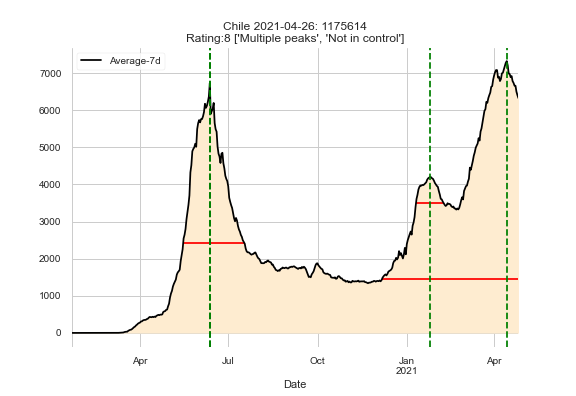 Chile 2021-04-26: 1175614
Rating:8 ['Multiple peaks', 'Not in control']
Average-7d
7000
6000
5000
4000
3000
2000
1000
0
Apr Jul Oct Jan Apr
2021
Date